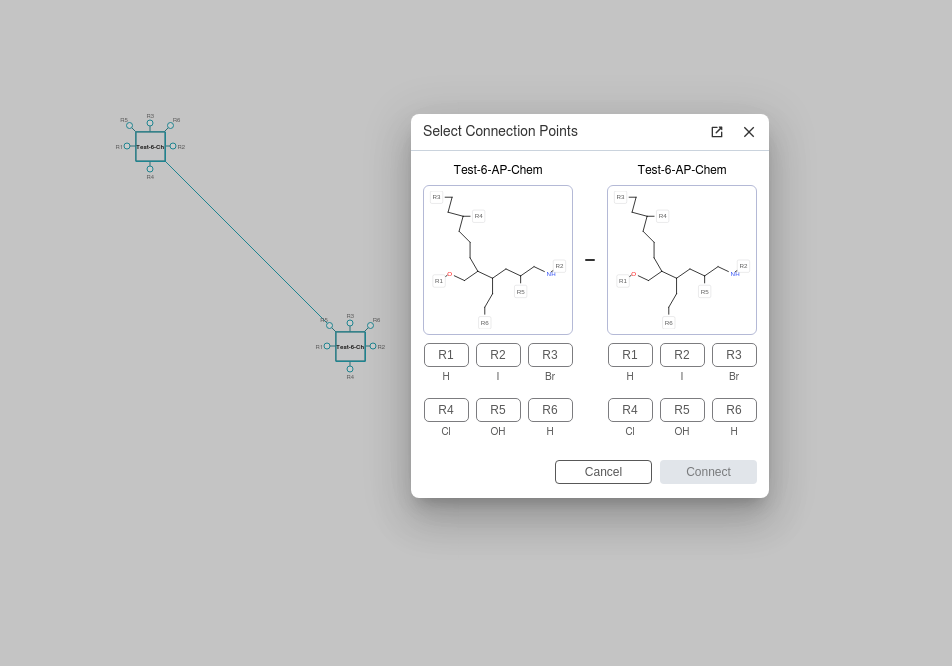 Select Connection Points
Test-6-AP-Chem Test-6-AP-Chem
R3 R3
R4 R4
R1 O NH R2 R1 O NH R2
R5 R5
R6 R6
R1 R2 R3 R1 R2 R3
H I Br H I Br
R4 R5 R6 R4 R5 R6
Cl OH H Cl OH H
Cancel Connect
R5 R3 R6
R1 Test-6-Ch R2
R4
R5 R3 R6
R1 Test-6-Ch R2
R4